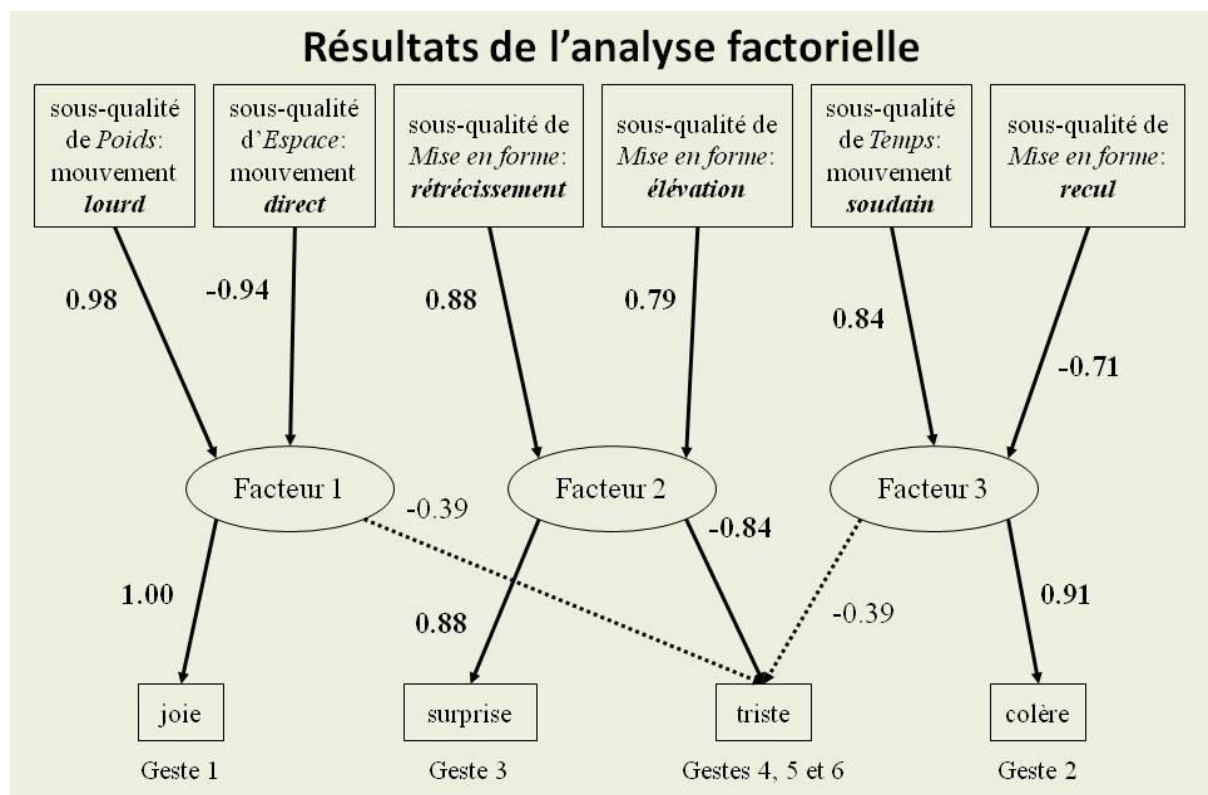 Résultats de l'analyse factorielle
sous-qualité
de Poids:
mouvement
lourd
sous-qualité
d'Espace:
mouvement
direct
sous-qualité de
Mise en forme:
rétrécissement
sous-qualité de
Mise en forme:
élévation
sous-qualité
de Temps:
mouvement
soudain
sous-qualité de
Mise en forme:
recul
0.98
-0.94
0.88
0.79
0.84
-0.71
Facteur 1
Facteur 2
Facteur 3
-0.39
-0.84
1.00
0.88
-0.39
0.91
joie
surprise
triste
colère
Geste 1
Geste 3
Gestes 4, 5 et 6
Geste 2